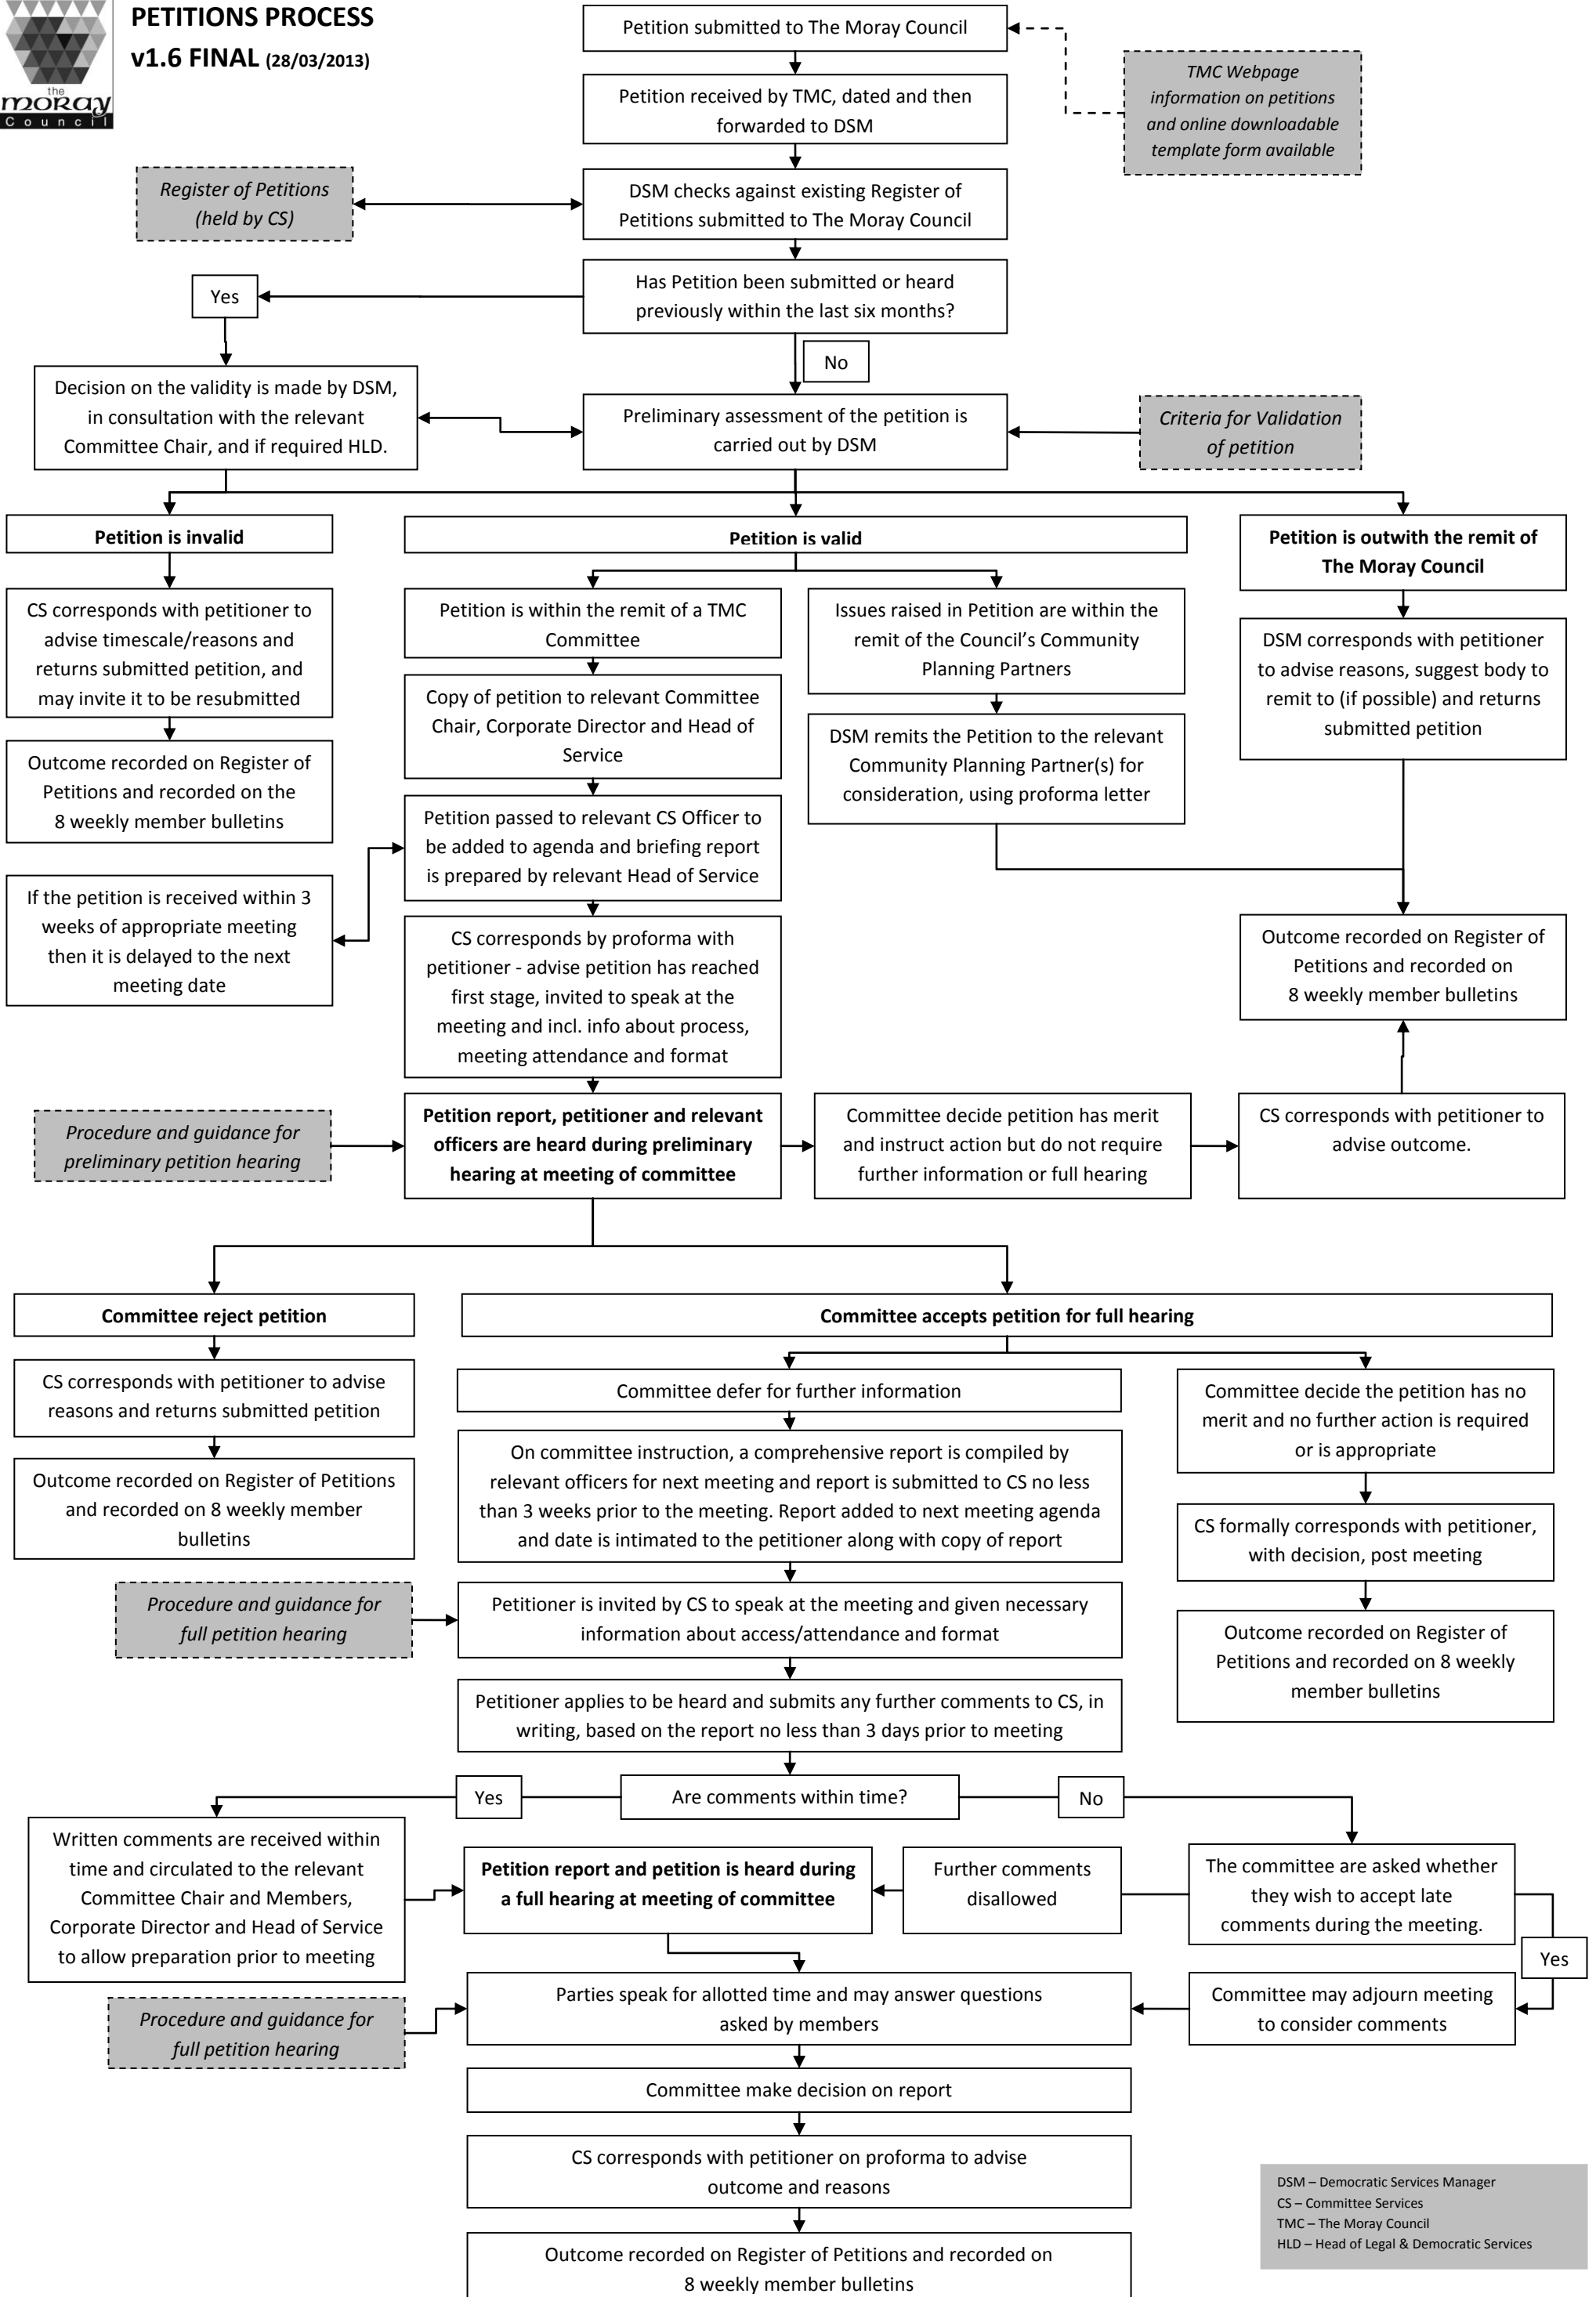 the
moray
Council
PETITIONS PROCESS
v1.6 FINAL (28/03/2013)
Petition submitted to The Moray Council
TMC Webpage
information on petitions
and online downloadable
template form available
Petition received by TMC, dated and then
forwarded to DSM
Register of Petitions
(held by CS)
DSM checks against existing Register of
Petitions submitted to The Moray Council
Has Petition been submitted or heard
previously within the last six months?
Yes
No
Decision on the validity is made by DSM,
in consultation with the relevant
Committee Chair, and if required HLD.
Preliminary assessment of the petition is
carried out by DSM
Criteria for Validation
of petition
Petition is invalid
Petition is valid
Petition is outwith the remit of
The Moray Council
CS corresponds with petitioner to
advise timescale/reasons and
returns submitted petition, and
may invite it to be resubmitted
Petition is within the remit of a TMC
Committee
Issues raised in Petition are within the
remit of the Council's Community
Planning Partners
DSM corresponds with petitioner
to advise reasons, suggest body to
remit to (if possible) and returns
submitted petition
Copy of petition to relevant Committee
Chair, Corporate Director and Head of
Service
DSM remits the Petition to the relevant
Community Planning Partner(s) for
consideration, using proforma letter
Outcome recorded on Register of
Petitions and recorded on the
8 weekly member bulletins
Petition passed to relevant CS Officer to
be added to agenda and briefing report
is prepared by relevant Head of Service
If the petition is received within 3
weeks of appropriate meeting
then it is delayed to the next
meeting date
CS corresponds by proforma with
petitioner - advise petition has reached
first stage, invited to speak at the
meeting and incl. info about process,
meeting attendance and format
Outcome recorded on Register of
Petitions and recorded on
8 weekly member bulletins
Procedure and guidance for
preliminary petition hearing
Petition report, petitioner and relevant
officers are heard during preliminary
hearing at meeting of committee
Committee decide petition has merit
and instruct action but do not require
further information or full hearing
CS corresponds with petitioner to
advise outcome.
Committee reject petition
Committee accepts petition for full hearing
CS corresponds with petitioner to advise
reasons and returns submitted petition
Committee defer for further information
Committee decide the petition has no
merit and no further action is required
or is appropriate
Outcome recorded on Register of Petitions
and recorded on 8 weekly member
bulletins
On committee instruction, a comprehensive report is compiled by
relevant officers for next meeting and report is submitted to CS no less
than 3 weeks prior to the meeting. Report added to next meeting agenda
and date is intimated to the petitioner along with copy of report
CS formally corresponds with petitioner,
with decision, post meeting
Procedure and guidance for
full petition hearing
Petitioner is invited by CS to speak at the meeting and given necessary
information about access/attendance and format
Outcome recorded on Register of
Petitions and recorded on 8 weekly
member bulletins
Petitioner applies to be heard and submits any further comments to CS, in
writing, based on the report no less than 3 days prior to meeting
Yes
Are comments within time?
No
Written comments are received within
time and circulated to the relevant
Committee Chair and Members,
Corporate Director and Head of Service
to allow preparation prior to meeting
Petition report and petition is heard during
a full hearing at meeting of committee
Further comments
disallowed
The committee are asked whether
they wish to accept late
comments during the meeting.
Yes
Procedure and guidance for
full petition hearing
Parties speak for allotted time and may answer questions
asked by members
Committee may adjourn meeting
to consider comments
Committee make decision on report
CS corresponds with petitioner on proforma to advise
outcome and reasons
Outcome recorded on Register of Petitions and recorded on
8 weekly member bulletins
DSM – Democratic Services Manager
CS – Committee Services
TMC – The Moray Council
HLD – Head of Legal & Democratic Services